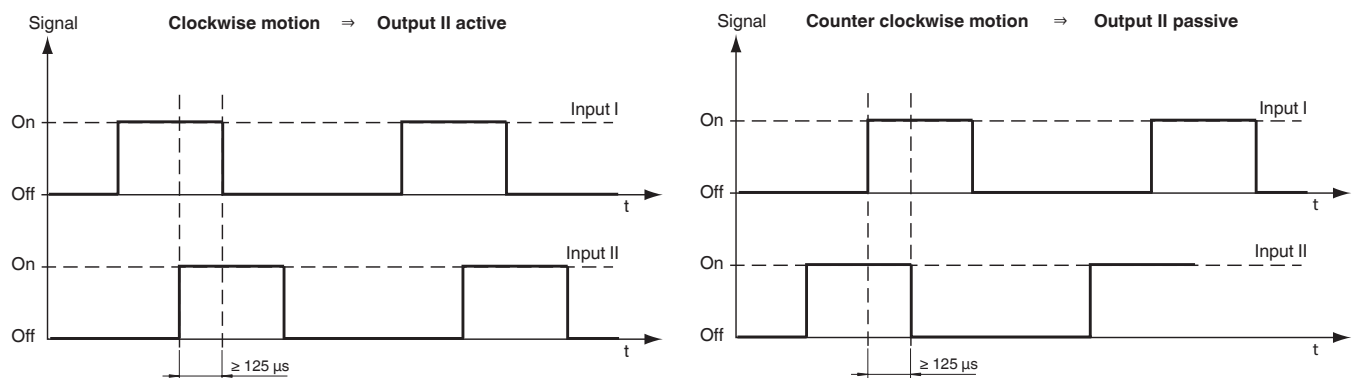 Signal
Clockwise motion ⇒ Output II active
Input I
On
Off
t
Input II
On
Off
t
≥ 125 µs
Signal
Counter clockwise motion ⇒ Output II passive
Input I
On
Off
t
Input II
On
Off
t
≥ 125 µs